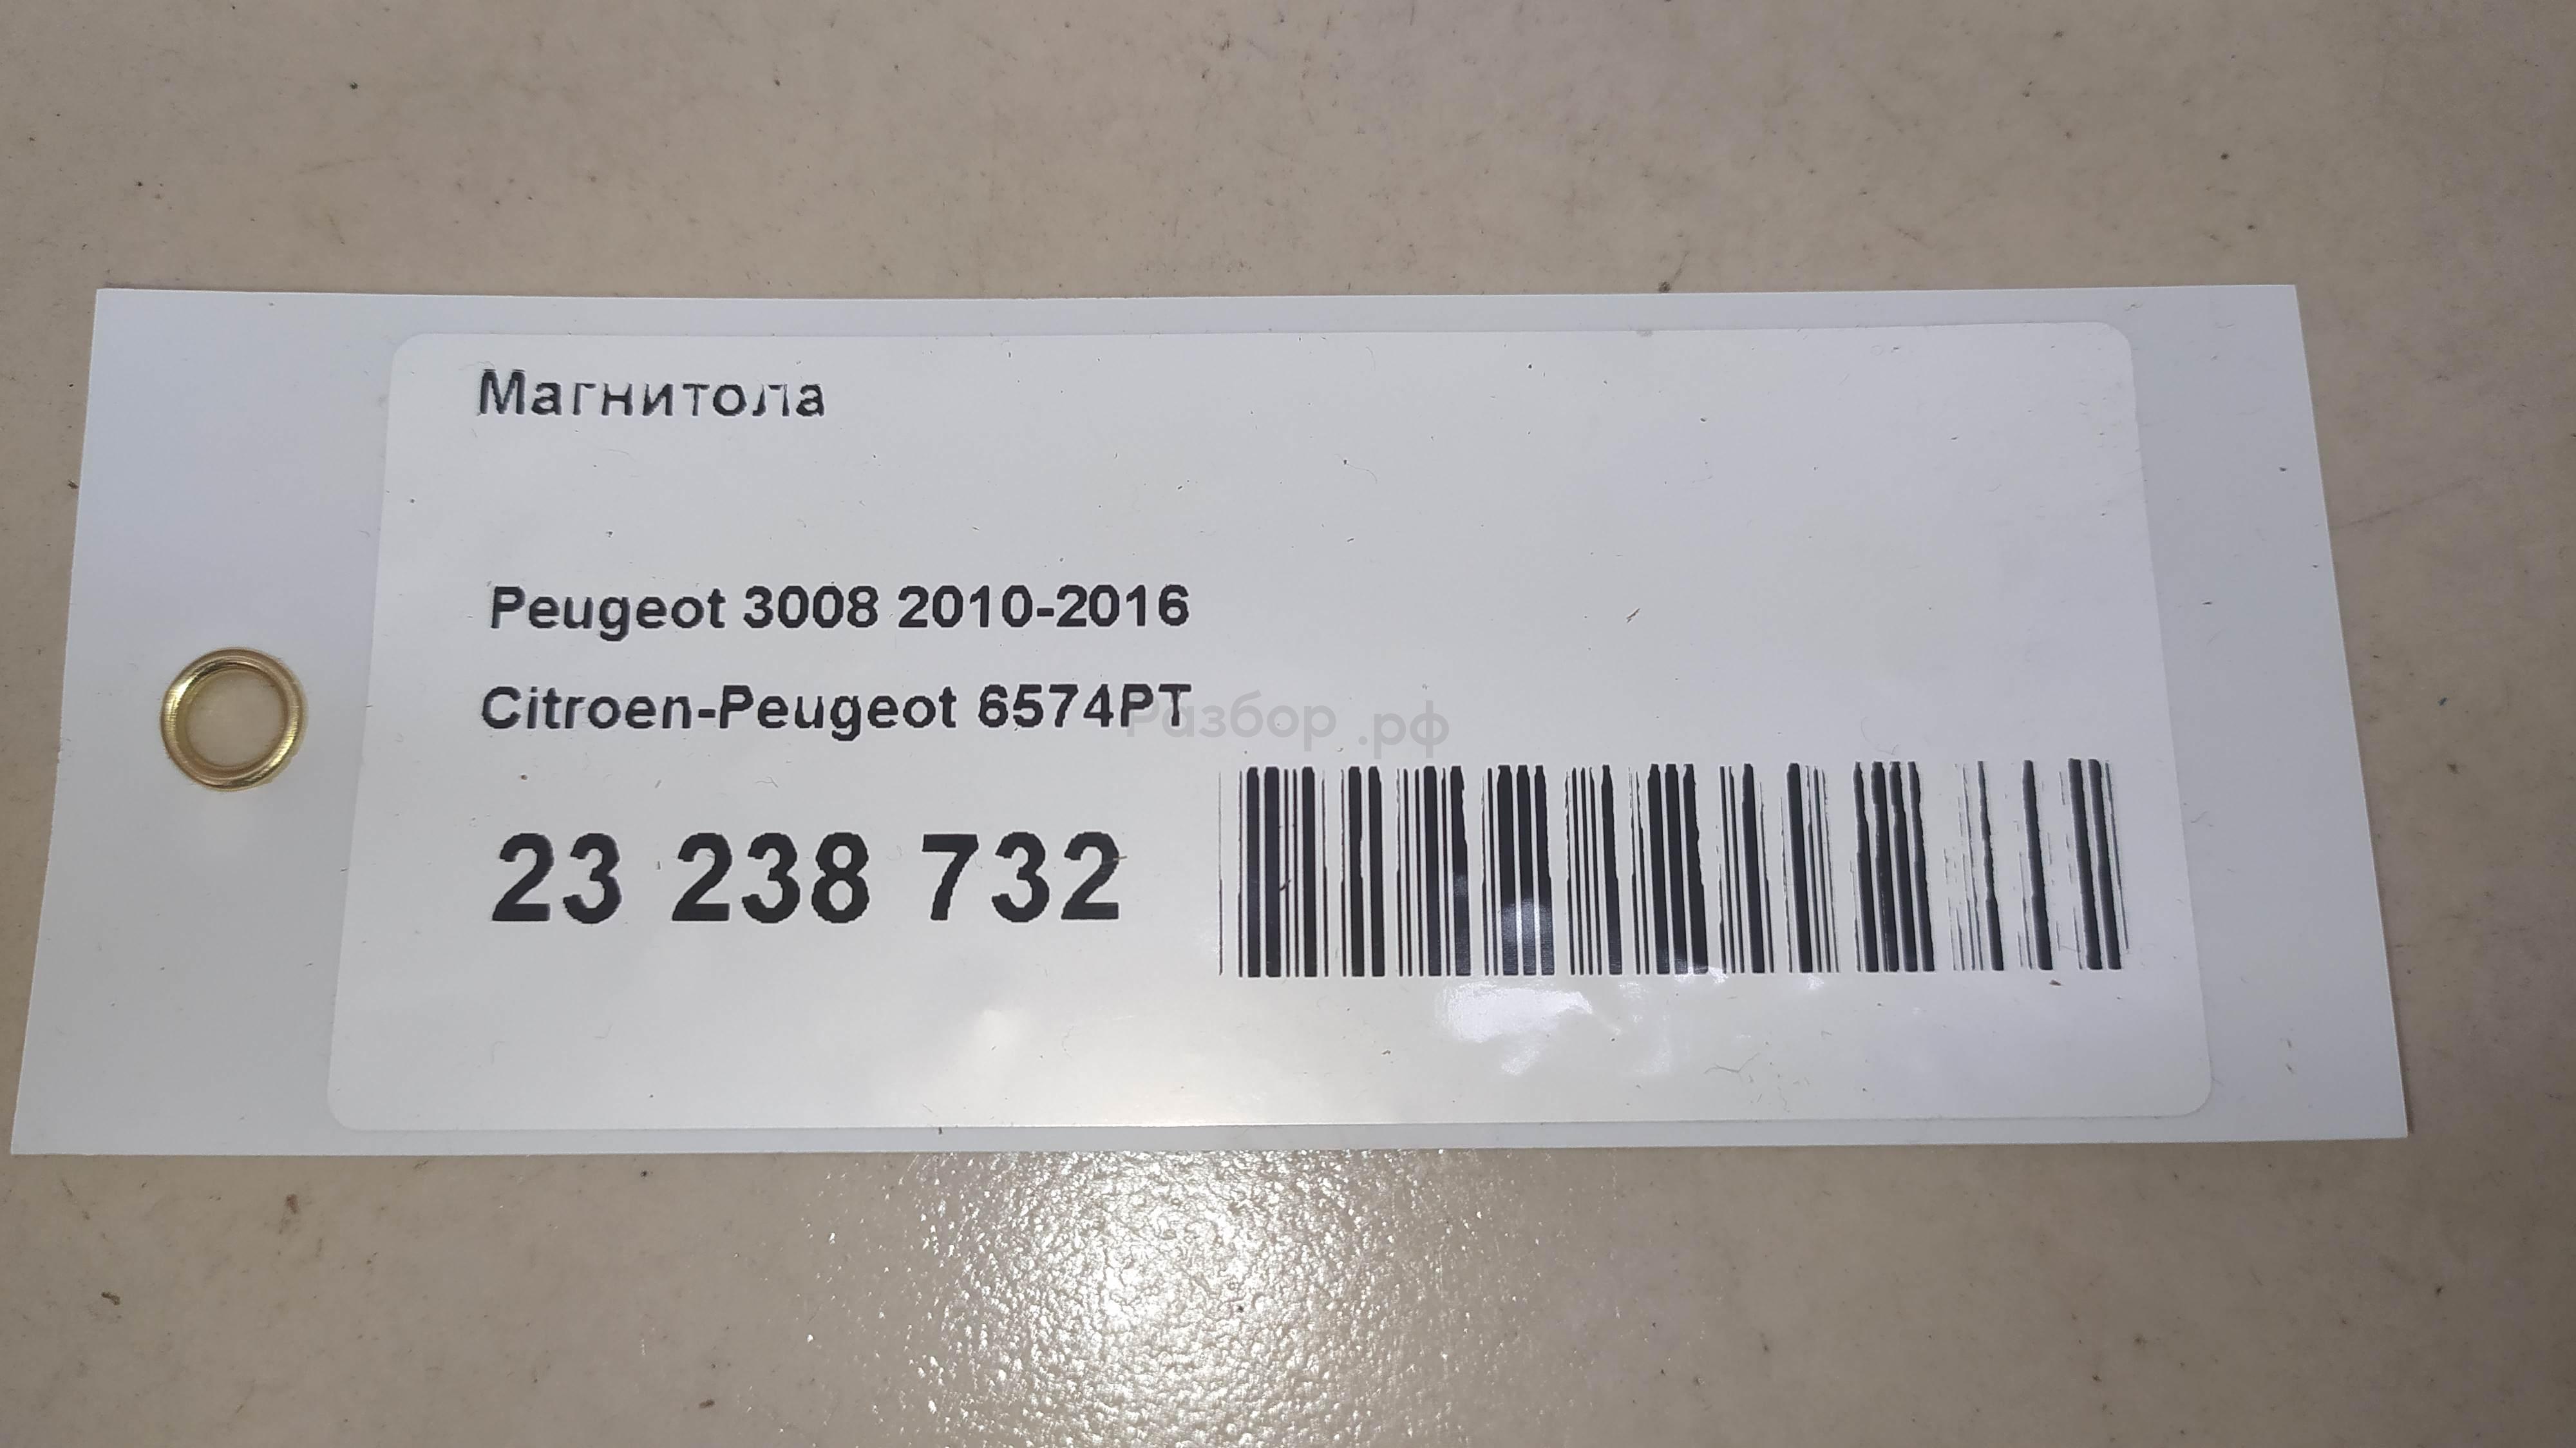 Магнитола
Peugeot 3008 2010-2016
Citroen-Peugeot 6574PT
Разбор.рф
23 238 732